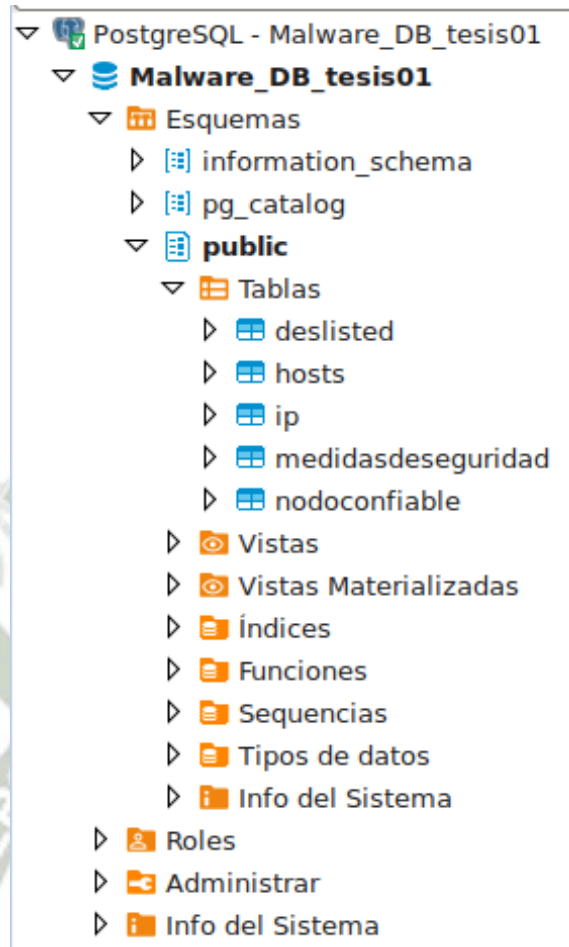 PostgreSQL - Malware_DB_tesis01
Malware_DB_tesis01
Esquemas
information_schema
pg_catalog
public
Tablas
deslisted
hosts
ip
medidasdeseguridad
nodoconfiable
Vistas
Vistas Materializadas
Índices
Funciones
Sequencias
Tipos de datos
Info del Sistema
Roles
Administrar
Info del Sistema